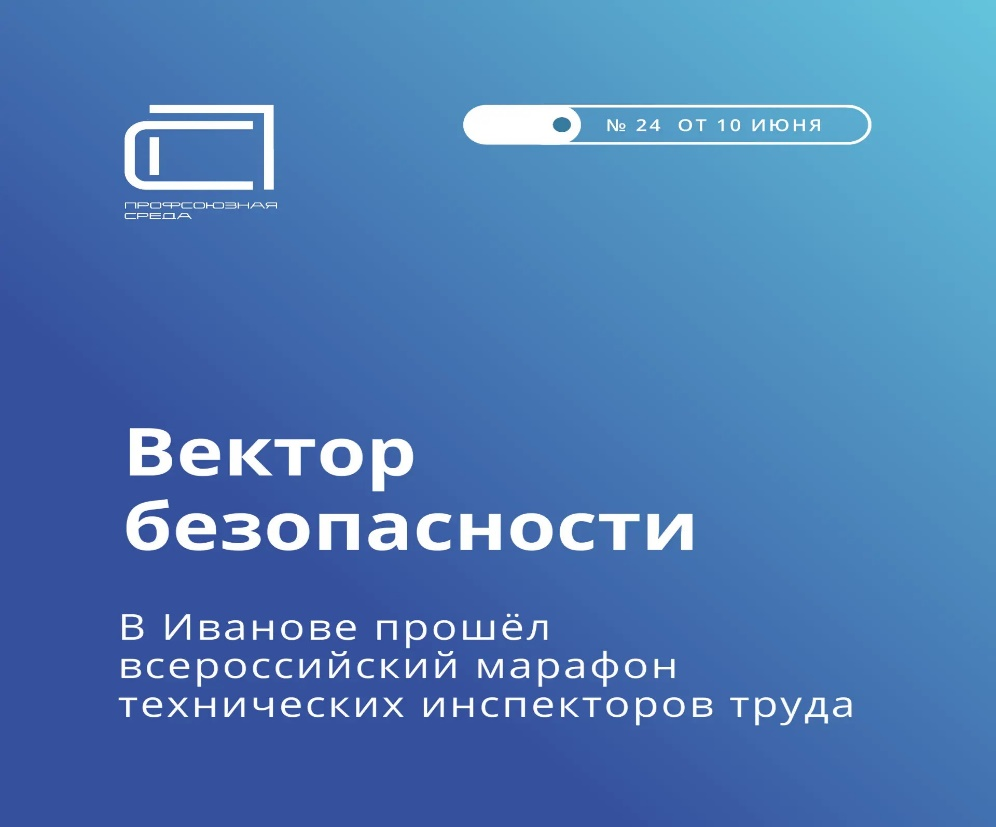 ПРОФСОЮЗНАЯ
СРЕДА
№ 24 ОТ 10 ИЮНЯ
Вектор
безопасности
В Иванове прошёл
всероссийский марафон
технических инспекторов труда